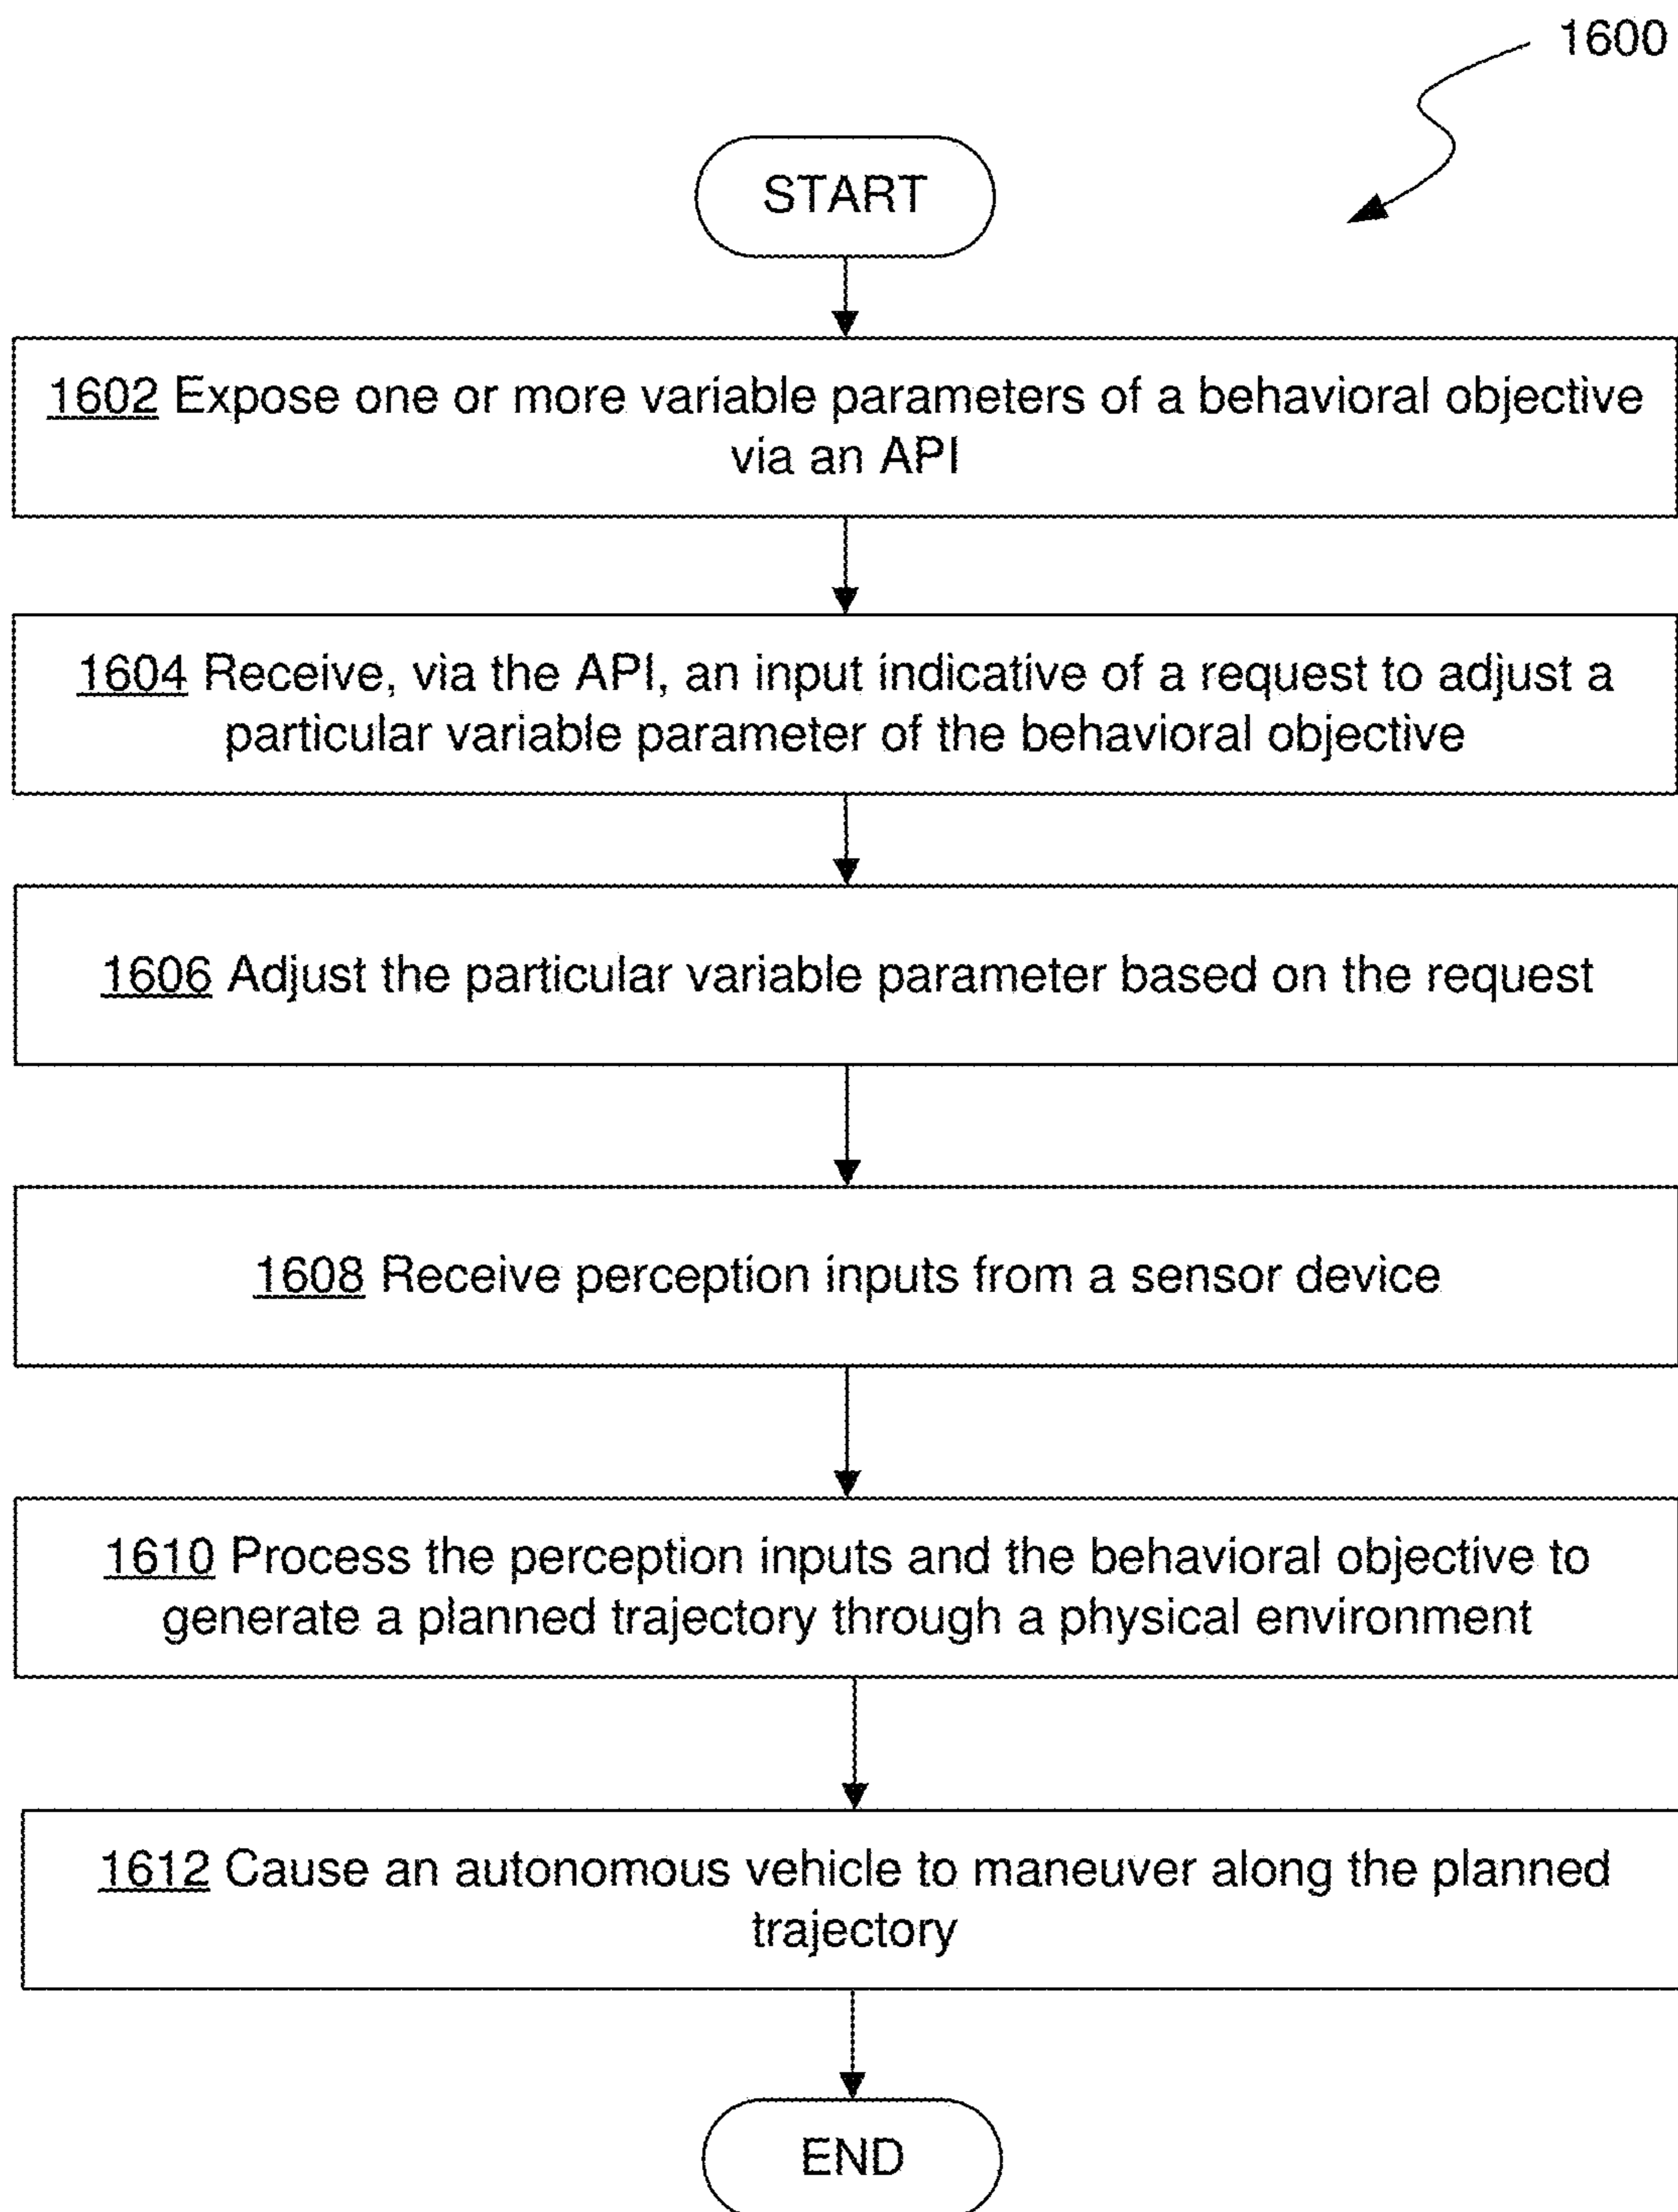 1600
START
1602 Expose one or more variable parameters of a behavioral objective
via an API
1604 Receive, via the API, an input indicative of a request to adjust a
particular variable parameter of the behavioral objective
1606 Adjust the particular variable parameter based on the request
1608 Receive perception inputs from a sensor device
1610 Process the perception inputs and the behavioral objective to
generate a planned trajectory through a physical environment
1612 Cause an autonomous vehicle to maneuver along the planned
trajectory
END